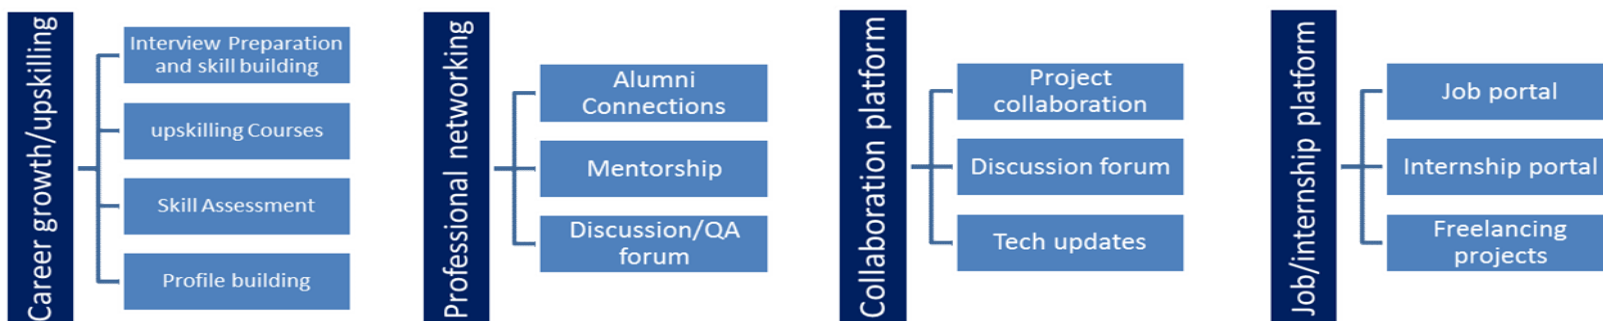 Career growth/upskilling
Interview Preparation
and skill building
upskilling Courses
Skill Assessment
Profile building
Professional networking
Alumni
Connections
Mentorship
Discussion/QA
forum
Collaboration platform
Project
collaboration
Discussion forum
Tech updates
Job/internship platform
Job portal
Internship portal
Freelancing
projects